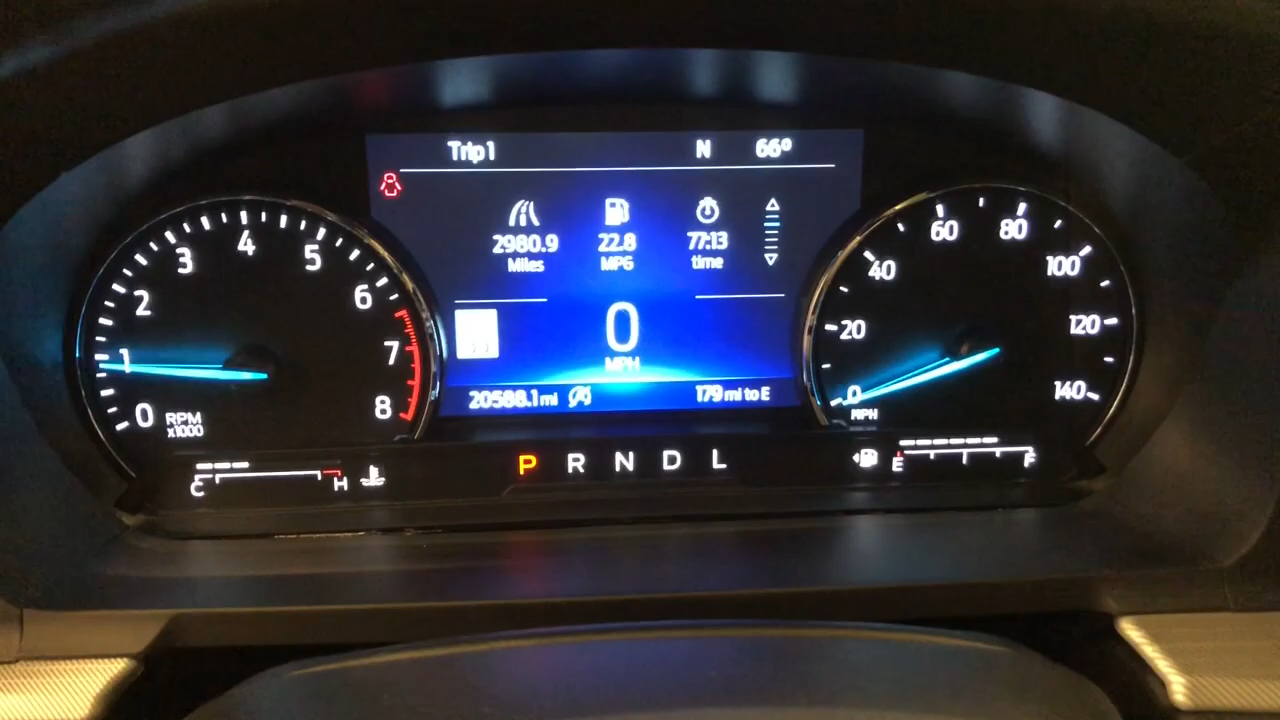 Trip 1 N 66°
2980.9 22.8 77:13
Miles MPG time
0
MPH
20588.1 mi 179 mi to E
0 1 2 3 4 5 6 7 8
RPM
x1000
0 20 40 60 80 100 120 140
MPH
P R N D L
C H
E F